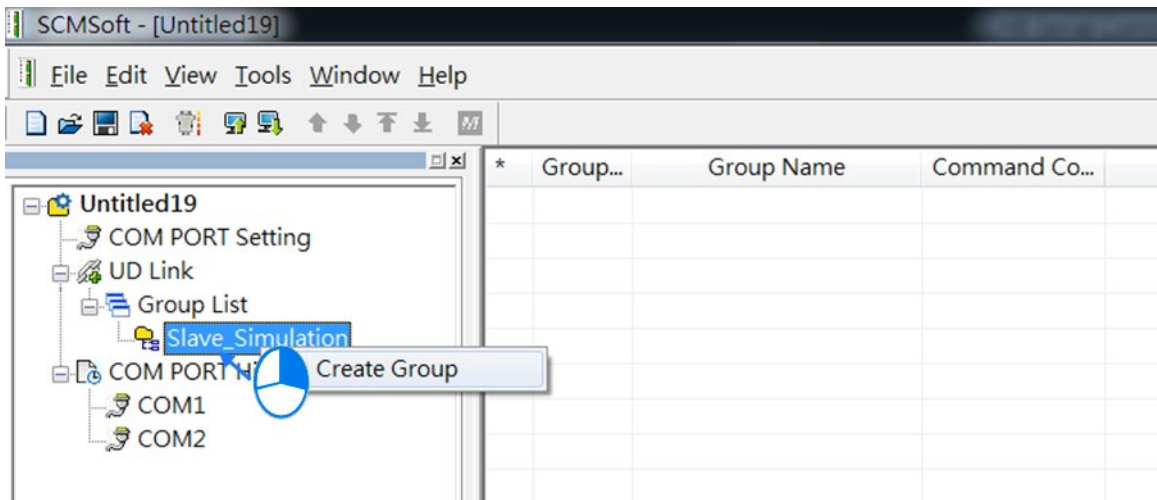 SCMSoft - [Untitled19]
File Edit View Tools Window Help
M
* Group... Group Name Command Co...
Untitled19
COM PORT Setting
UD Link
Group List
Slave_Simulation
Create Group
COM PORT Hi
COM1
COM2